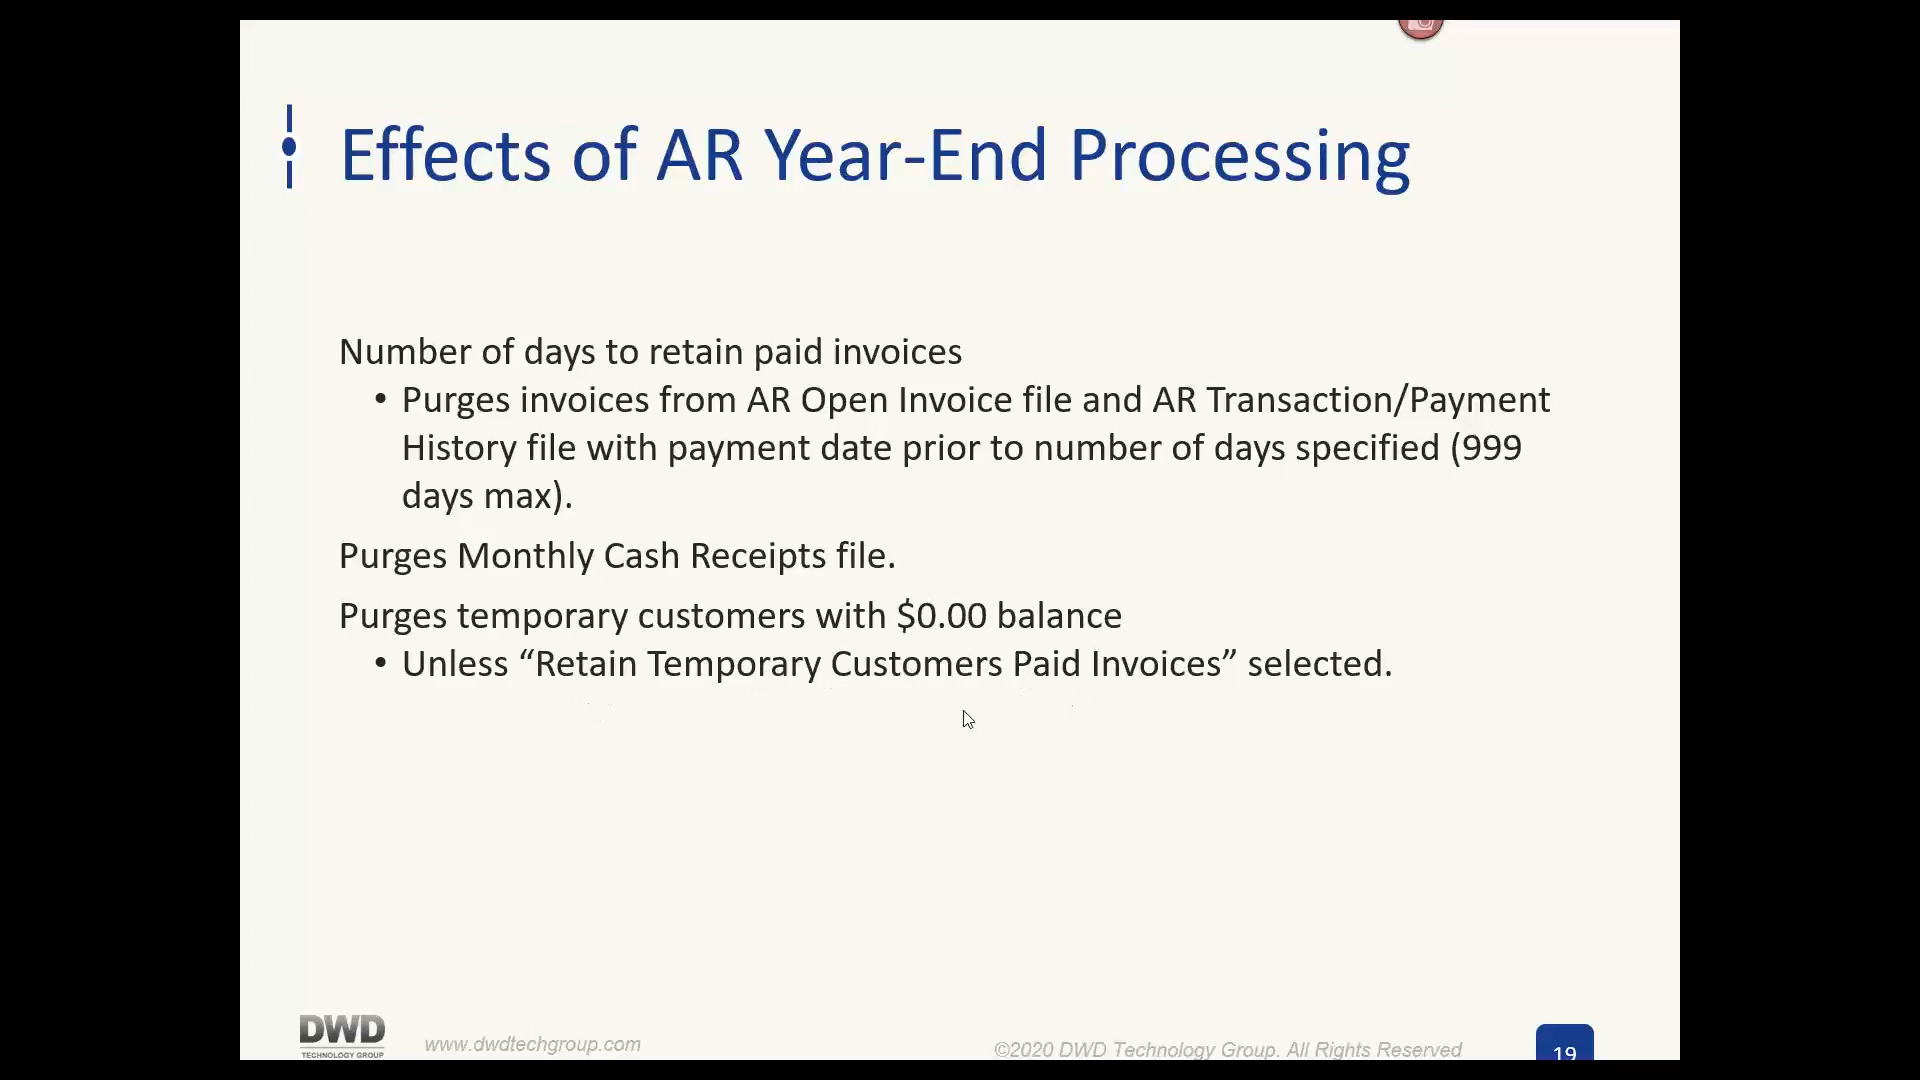 Effects of AR Year-End Processing
Number of days to retain paid invoices
• Purges invoices from AR Open Invoice file and AR Transaction/Payment
History file with payment date prior to number of days specified (999
days max).
Purges Monthly Cash Receipts file.
Purges temporary customers with $0.00 balance
• Unless “Retain Temporary Customers Paid Invoices” selected.
DWD
TECHNOLOGY GROUP
www.dwdtechgroup.com
©2020 DWD Technology Group. All Rights Reserved
19